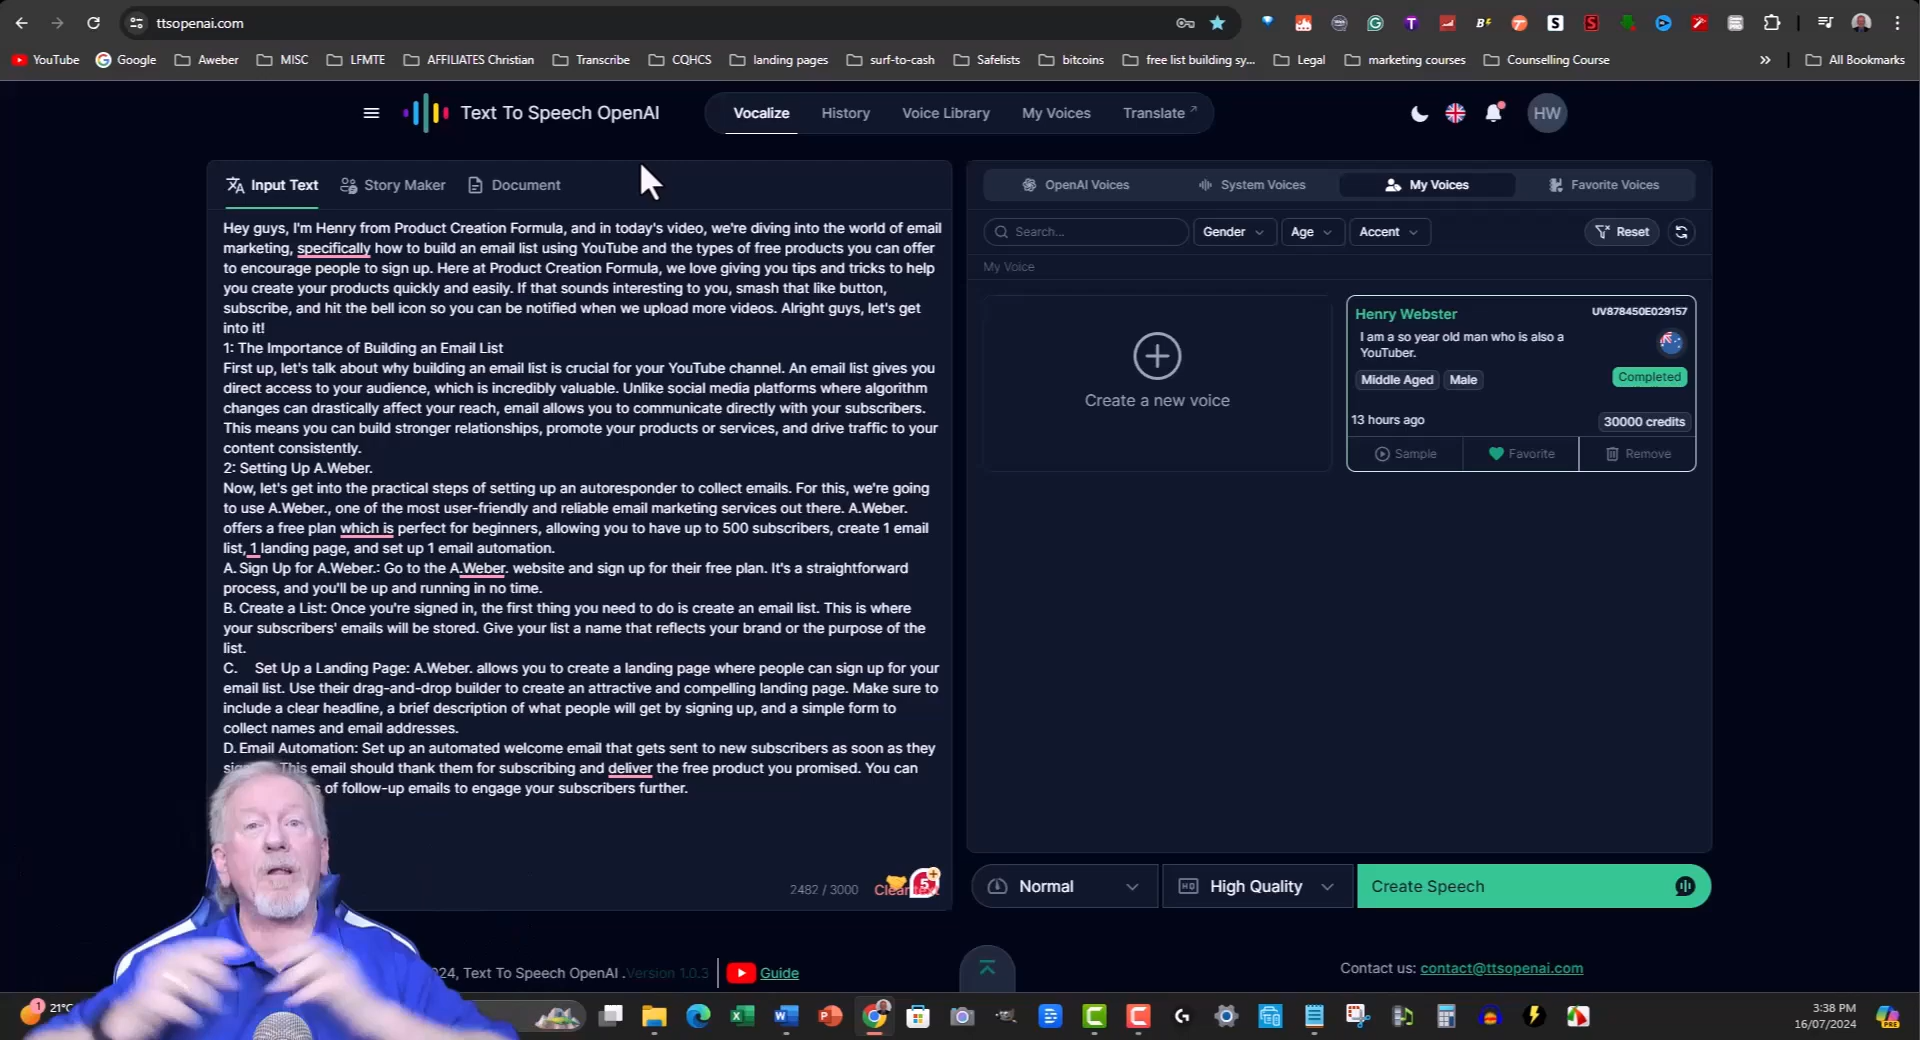 ttsopenai.com
YouTube Google Aweber MISC LFMTE AFFILIATES Christian Transcribe CQHCS landing pages surf-to-cash Safelists bitcoins free list building sy... Legal marketing courses Counselling Course » All Bookmarks
Text To Speech OpenAI Vocalize History Voice Library My Voices Translate HW
Input Text Story Maker Document
Hey guys, I'm Henry from Product Creation Formula, and in today's video, we're diving into the world of email
marketing, specifically how to build an email list using YouTube and the types of free products you can offer
to encourage people to sign up. Here at Product Creation Formula, we love giving you tips and tricks to help
you create your products quickly and easily. If that sounds interesting to you, smash that like button,
subscribe, and hit the bell icon so you can be notified when we upload more videos. Alright guys, let's get
into it!
1: The Importance of Building an Email List
First up, let's talk about why building an email list is crucial for your YouTube channel. An email list gives you
direct access to your audience, which is incredibly valuable. Unlike social media platforms where algorithm
changes can drastically affect your reach, email allows you to communicate directly with your subscribers.
This means you can build stronger relationships, promote your products or services, and drive traffic to your
content consistently.
2: Setting Up A.Weber.
Now, let's get into the practical steps of setting up an autoresponder to collect emails. For this, we're going
to use A.Weber., one of the most user-friendly and reliable email marketing services out there. A.Weber.
offers a free plan which is perfect for beginners, allowing you to have up to 500 subscribers, create 1 email
list, 1 landing page, and set up 1 email automation.
A. Sign Up for A.Weber.: Go to the A.Weber. website and sign up for their free plan. It's a straightforward
process, and you'll be up and running in no time.
B. Create a List: Once you're signed in, the first thing you need to do is create an email list. This is where
your subscribers' emails will be stored. Give your list a name that reflects your brand or the purpose of the
list.
C. Set Up a Landing Page: A.Weber. allows you to create a landing page where people can sign up for your
email list. Use their drag-and-drop builder to create an attractive and compelling landing page. Make sure to
include a clear headline, a brief description of what people will get by signing up, and a simple form to
collect names and email addresses.
D. Email Automation: Set up an automated welcome email that gets sent to new subscribers as soon as they
This email should thank them for subscribing and deliver the free product you promised. You can
of follow-up emails to engage your subscribers further.
2482 / 3000 Clear
5
OpenAI Voices System Voices My Voices Favorite Voices
Search... Gender Age Accent Reset
My Voice
Create a new voice
Henry Webster UV878450E029157
I am a so year old man who is also a
YouTuber.
Middle Aged Male Completed
13 hours ago 30000 credits
Sample Favorite Remove
Normal HQ High Quality Create Speech
24, Text To Speech OpenAI . Version 1.0.3 Guide
Contact us: contact@ttsopenai.com
1 21°C
3:38 PM
16/07/2024
PRE